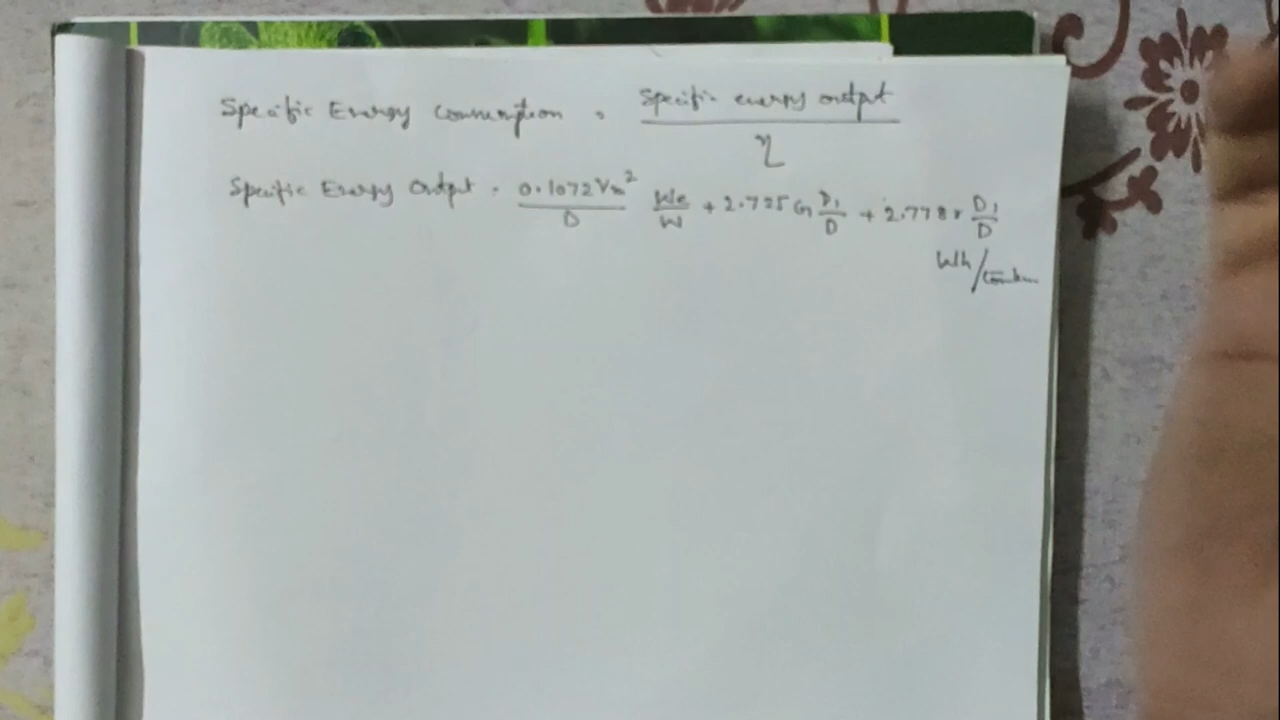 Specific Energy Consumption = Specific energy output / η
Specific Energy Output = 0.1072 Vm² / D We / W + 2.725 G D₁ / D + 2.778 r D₁ / D
Wh/tonkm